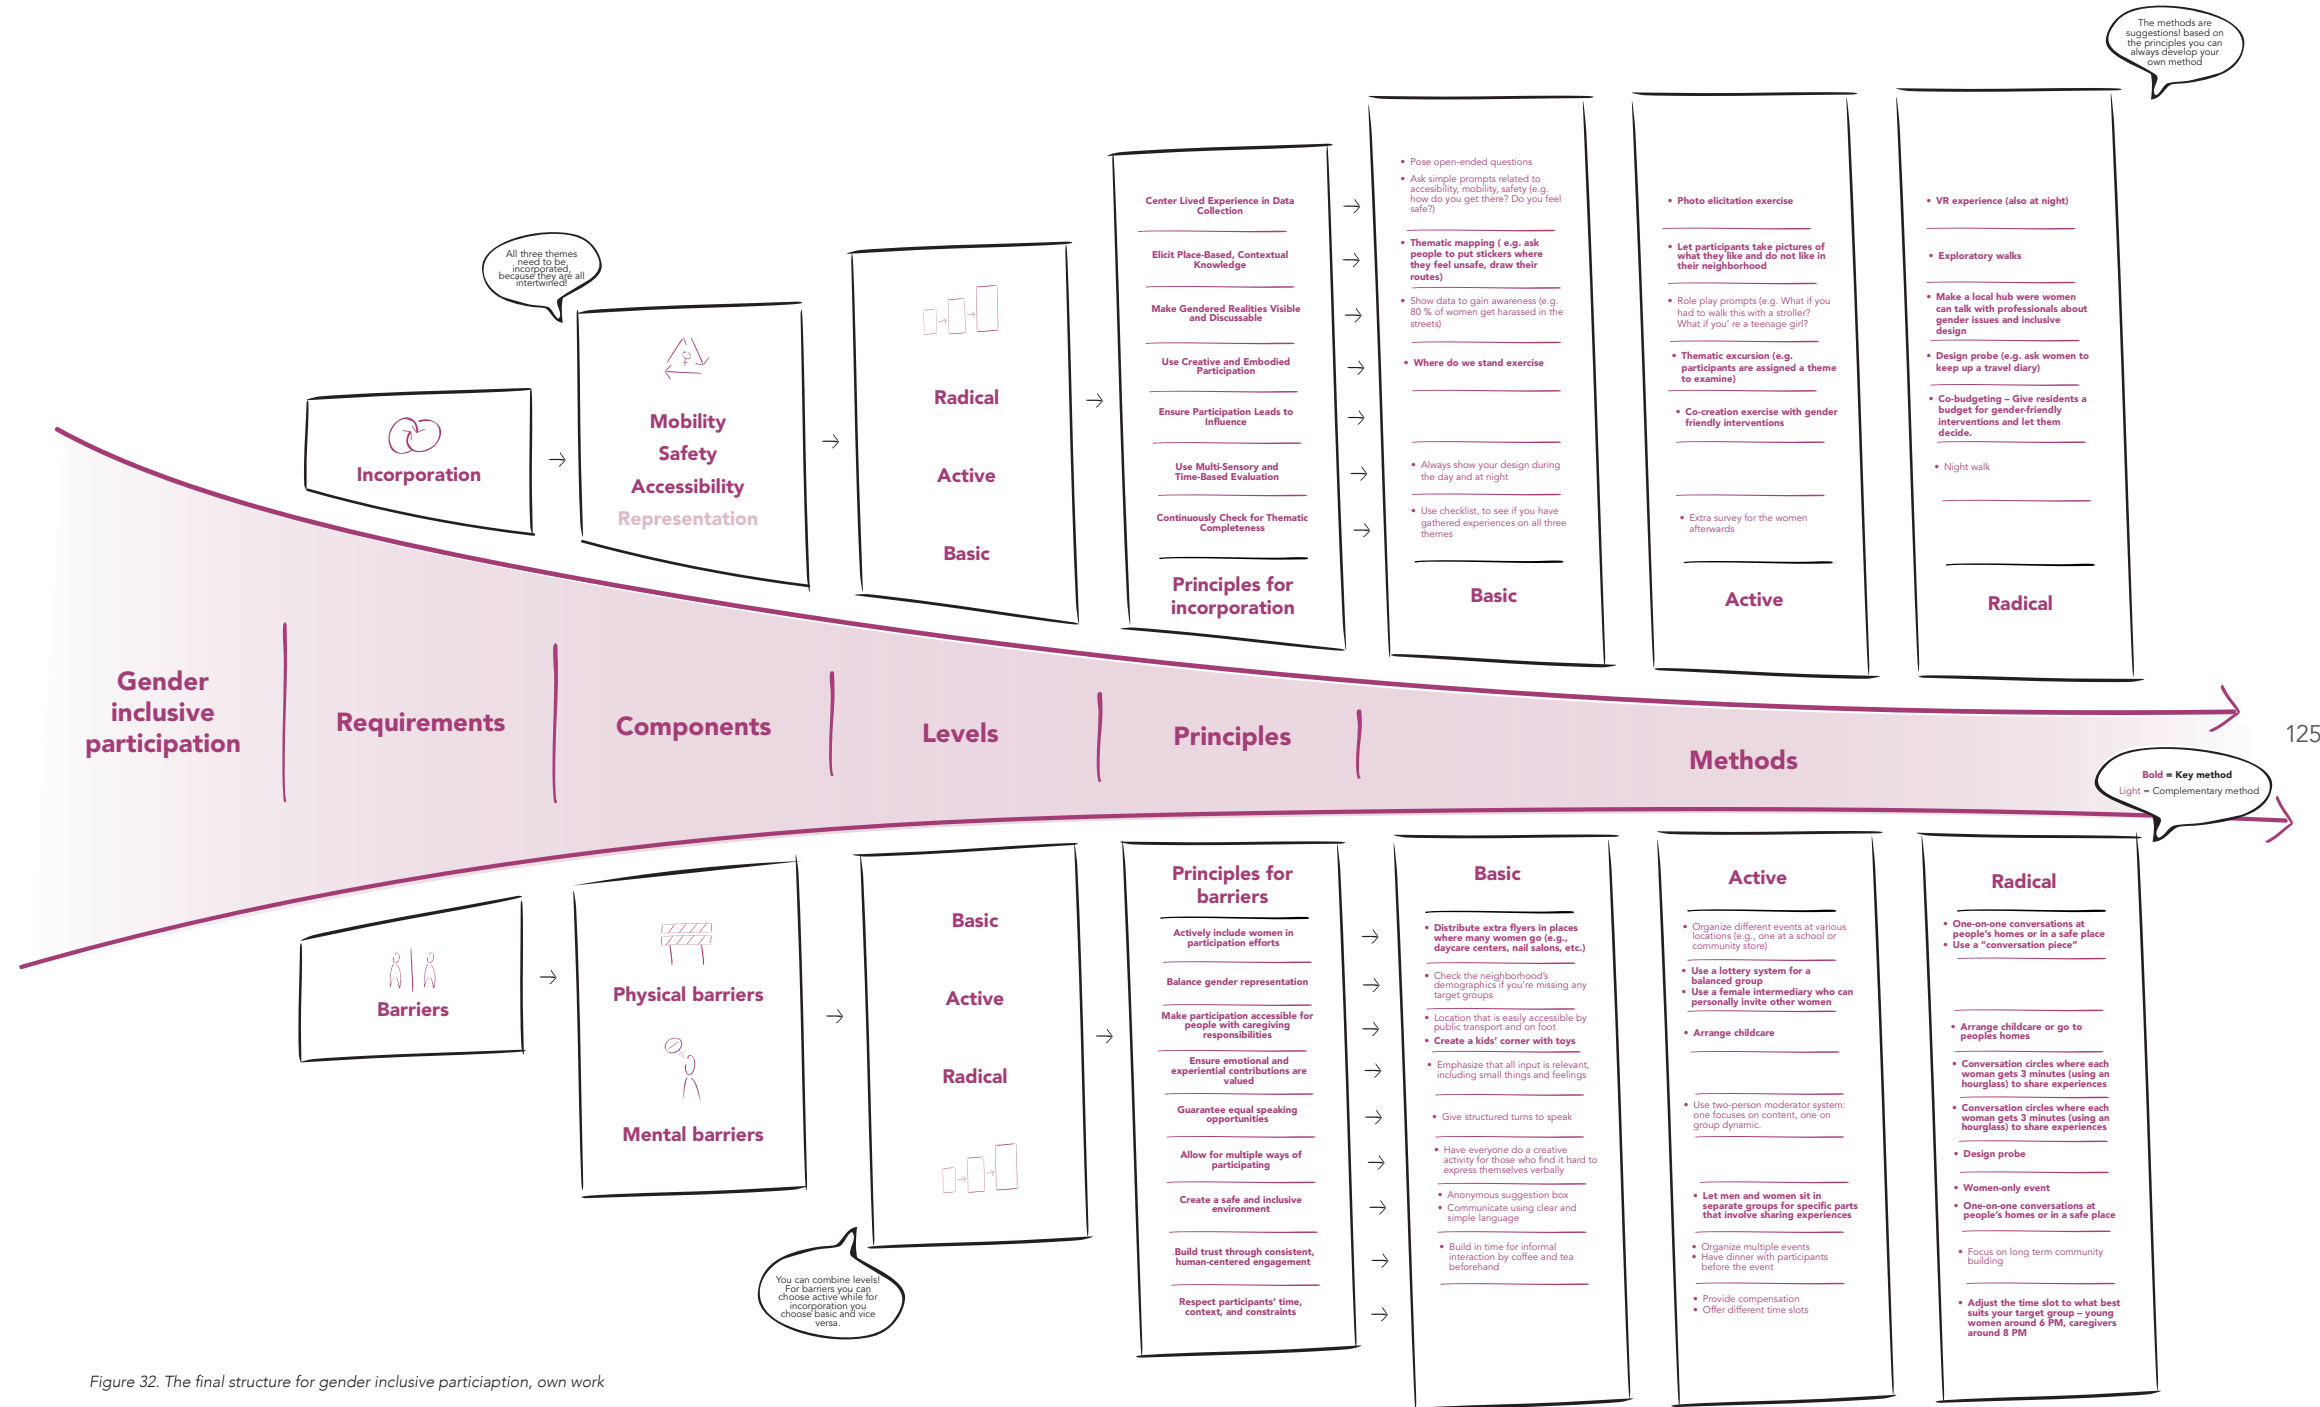 The methods are
suggestions! based on
the principles you can
always develop your
own method
All three themes
need to be
incorporated,
because they are all
intertwined!
Incorporation
Mobility
Safety
Accessibility
Representation
Radical
Active
Basic
Center Lived Experience in Data
Collection
Elicit Place-Based, Contextual
Knowledge
Make Gendered Realities Visible
and Discussable
Use Creative and Embodied
Participation
Ensure Participation Leads to
Influence
Use Multi-Sensory and
Time-Based Evaluation
Continuously Check for Thematic
Completeness
Principles for
incorporation
• Pose open-ended questions
• Ask simple prompts related to
accesibility, mobility, safety (e.g.
how do you get there? Do you feel
safe?)
• Thematic mapping ( e.g. ask
people to put stickers where
they feel unsafe, draw their
routes)
• Show data to gain awareness (e.g.
80 % of women get harassed in the
streets)
• Where do we stand exercise
• Always show your design during
the day and at night
• Use checklist, to see if you have
gathered experiences on all three
themes
Basic
• Photo elicitation exercise
• Let participants take pictures of
what they like and do not like in
their neighborhood
• Role play prompts (e.g. What if you
had to walk this with a stroller?
What if you' re a teenage girl?
• Thematic excursion (e.g.
participants are assigned a theme
to examine)
• Co-creation exercise with gender
friendly interventions
• Extra survey for the women
afterwards
Active
• VR experience (also at night)
• Exploratory walks
• Make a local hub were women
can talk with professionals about
gender issues and inclusive
design
• Design probe (e.g. ask women to
keep up a travel diary)
• Co-budgeting – Give residents a
budget for gender-friendly
interventions and let them
decide.
• Night walk
Radical
Gender
inclusive
participation
Requirements
Components
Levels
Principles
Methods
125
Bold = Key method
Light = Complementary method
Barriers
Physical barriers
Mental barriers
Basic
Active
Radical
You can combine levels!
For barriers you can
choose active while for
incorporation you
choose basic and vice
versa.
Principles for
barriers
Actively include women in
participation efforts
Balance gender representation
Make participation accessible for
people with caregiving
responsibilities
Ensure emotional and
experiential contributions are
valued
Guarantee equal speaking
opportunities
Allow for multiple ways of
participating
Create a safe and inclusive
environment
.Build trust through consistent,
human-centered engagement
Respect participants' time,
context, and constraints
Basic
• Distribute extra flyers in places
where many women go (e.g.,
daycare centers, nail salons, etc.)
• Check the neighborhood's
demographics if you're missing any
target groups
• Location that is easily accessible by
public transport and on foot
• Create a kids' corner with toys
• Emphasize that all input is relevant,
including small things and feelings
• Give structured turns to speak
• Have everyone do a creative
activity for those who find it hard to
express themselves verbally
• Anonymous suggestion box
• Communicate using clear and
simple language
• Build in time for informal
interaction by coffee and tea
beforehand
Active
• Organize different events at various
locations (e.g., one at a school or
community store)
• Use a lottery system for a
balanced group
• Use a female intermediary who can
personally invite other women
• Arrange childcare
• Use two-person moderator system:
one focuses on content, one on
group dynamic.
• Let men and women sit in
separate groups for specific parts
that involve sharing experiences
• Organize multiple events
• Have dinner with participants
before the event
• Provide compensation
• Offer different time slots
Radical
• One-on-one conversations at
people's homes or in a safe place
• Use a "conversation piece"
• Arrange childcare or go to
peoples homes
• Conversation circles where each
woman gets 3 minutes (using an
hourglass) to share experiences
• Conversation circles where each
woman gets 3 minutes (using an
hourglass) to share experiences
• Design probe
• Women-only event
• One-on-one conversations at
people's homes or in a safe place
• Focus on long term community
building
• Adjust the time slot to what best
suits your target group – young
women around 6 PM, caregivers
around 8 PM
Figure 32. The final structure for gender inclusive particiaption, own work